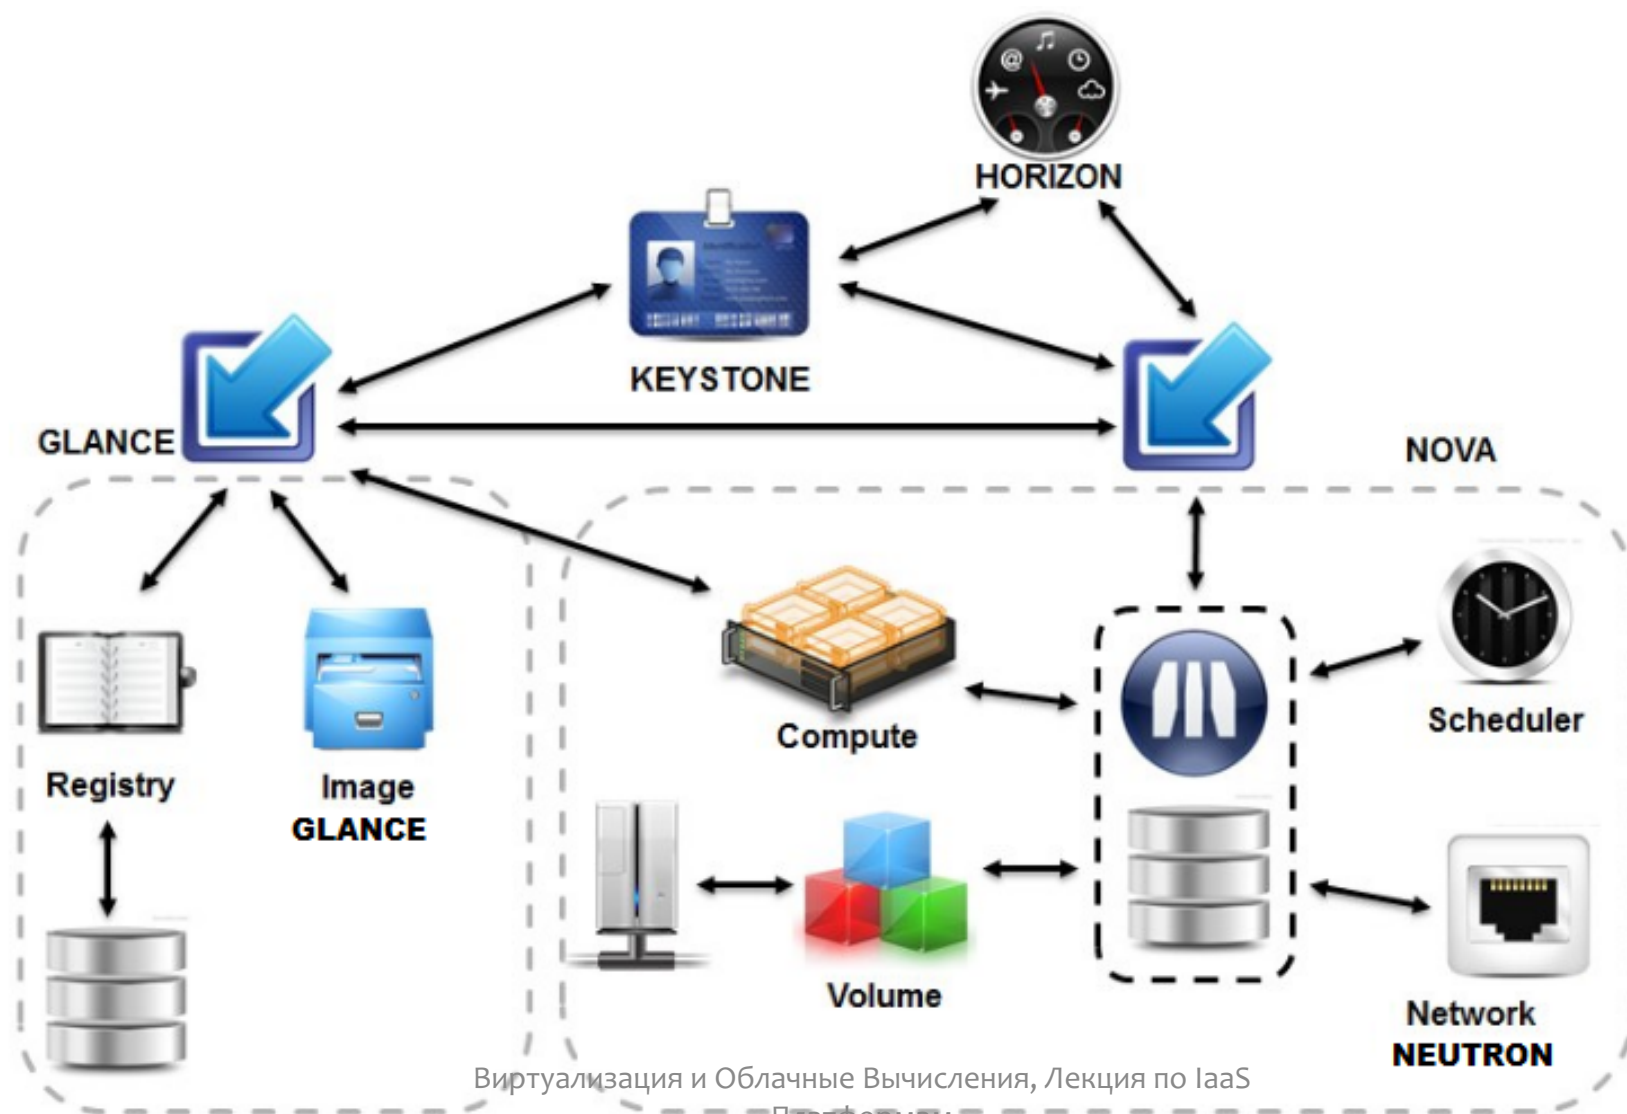 HORIZON
KEYSTONE
GLANCE
NOVA
Compute
Scheduler
Registry
Image
GLANCE
Volume
Network
NEUTRON
Виртуализация и Облачные Вычисления, Лекция по IaaS